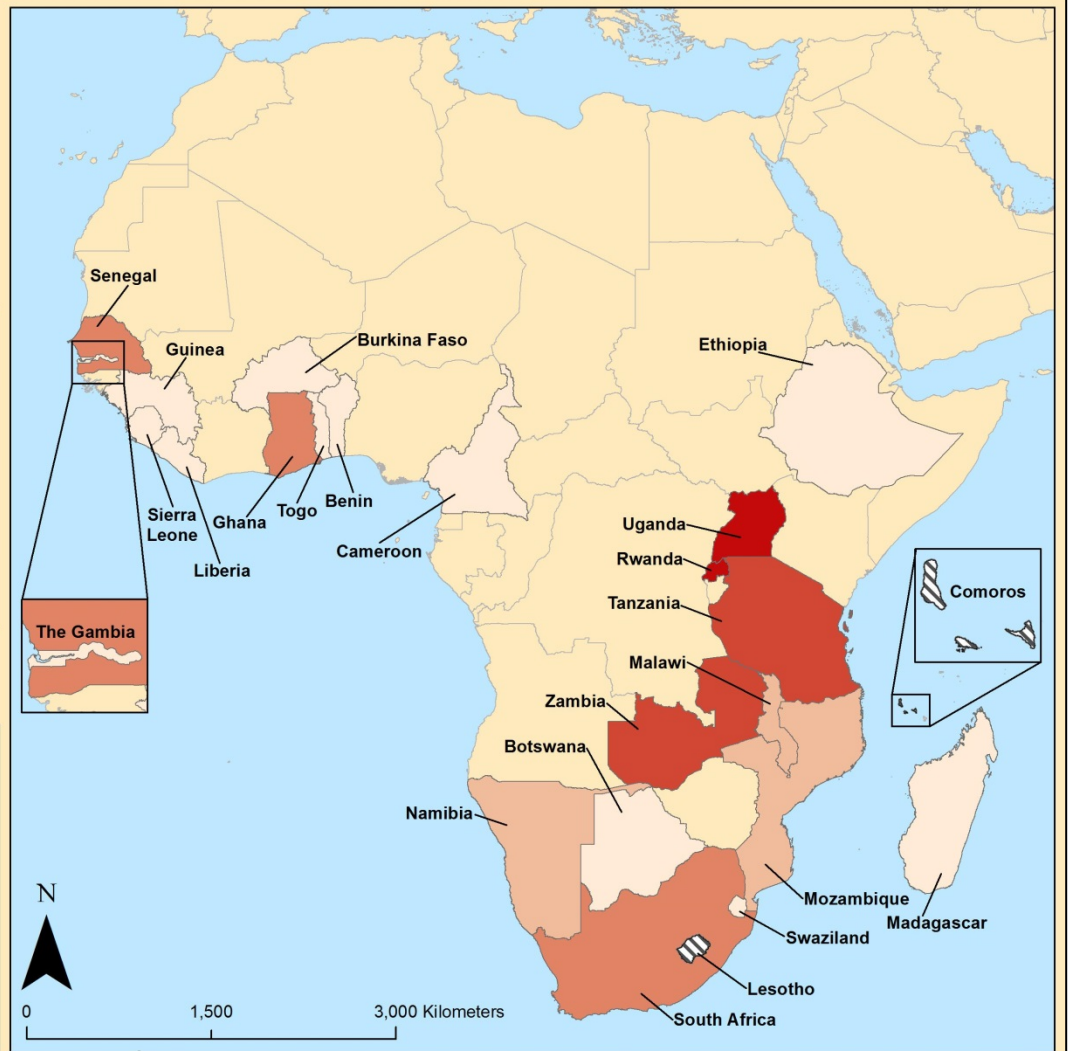 Senegal
Guinea
Burkina Faso
Ethiopia
Sierra
Leone
Liberia
Ghana
Togo
Benin
Cameroon
Uganda
Rwanda
Tanzania
Malawi
Zambia
Botswana
Namibia
The Gambia
Comoros
Mozambique
Madagascar
Swaziland
Lesotho
South Africa
N
0 1,500 3,000 Kilometers